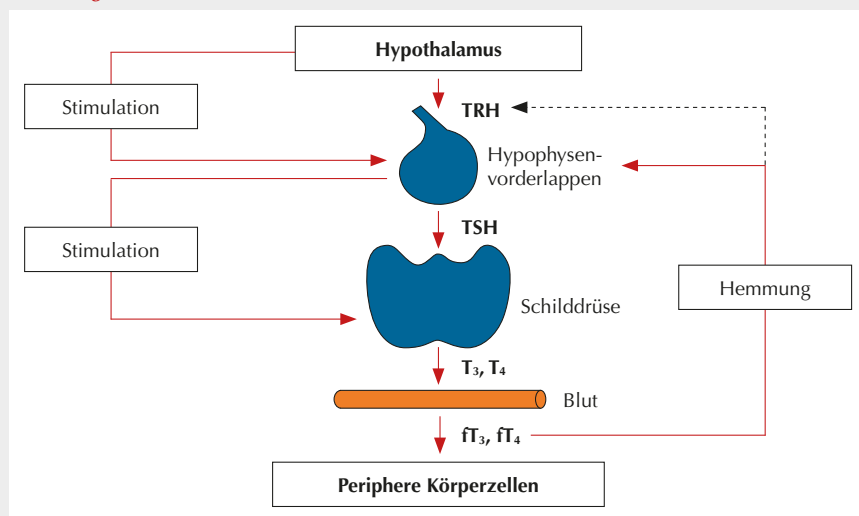 Hypothalamus
Stimulation
TRH
Hypophysen-
vorderlappen
TSH
Stimulation
Hemmung
Schilddrüse
T₃, T₄
Blut
fT₃, fT₄
Periphere Körperzellen